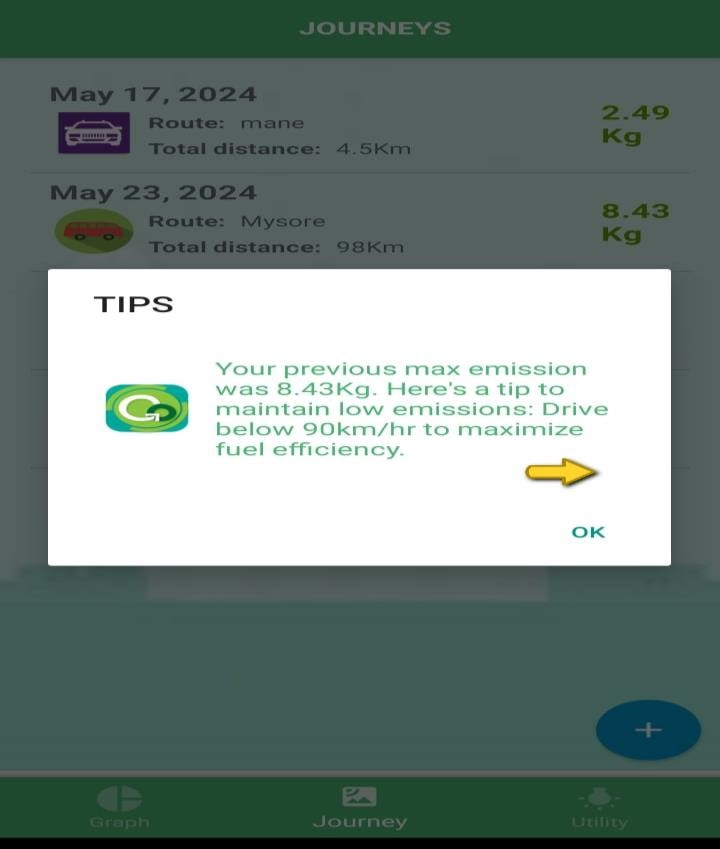 JOURNEYS
May 17, 2024
Route: mane
Total distance: 4.5Km
2.49
Kg
May 23, 2024
Route: Mysore
Total distance: 98Km
8.43
Kg
TIPS
Your previous max emission
was 8.43Kg. Here's a tip to
maintain low emissions: Drive
below 90km/hr to maximize
fuel efficiency.
OK
+
Graph
Journey
Utility